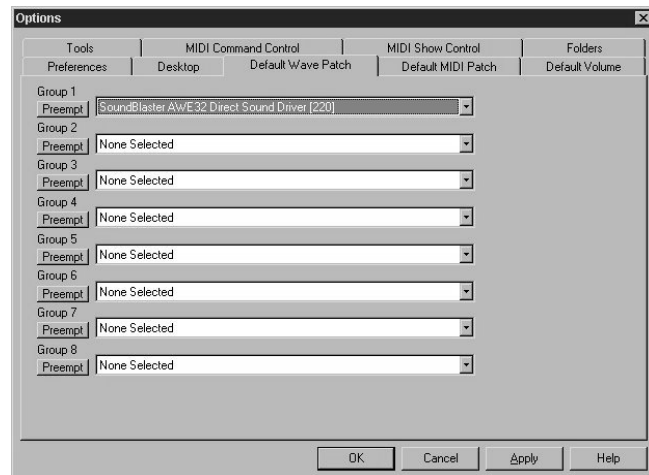 Options
Tools MIDI Command Control MIDI Show Control Folders
Preferences Desktop Default Wave Patch Default MIDI Patch Default Volume
Group 1
Preempt SoundBlaster AWE32 Direct Sound Driver [220]
Group 2
Preempt None Selected
Group 3
Preempt None Selected
Group 4
Preempt None Selected
Group 5
Preempt None Selected
Group 6
Preempt None Selected
Group 7
Preempt None Selected
Group 8
Preempt None Selected
OK Cancel Apply Help